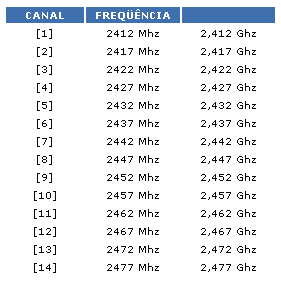 CANAL FREQÜÊNCIA
[1] 2412 Mhz 2,412 Ghz
[2] 2417 Mhz 2,417 Ghz
[3] 2422 Mhz 2,422 Ghz
[4] 2427 Mhz 2,427 Ghz
[5] 2432 Mhz 2,432 Ghz
[6] 2437 Mhz 2,437 Ghz
[7] 2442 Mhz 2,442 Ghz
[8] 2447 Mhz 2,447 Ghz
[9] 2452 Mhz 2,452 Ghz
[10] 2457 Mhz 2,457 Ghz
[11] 2462 Mhz 2,462 Ghz
[12] 2467 Mhz 2,467 Ghz
[13] 2472 Mhz 2,472 Ghz
[14] 2477 Mhz 2,477 Ghz